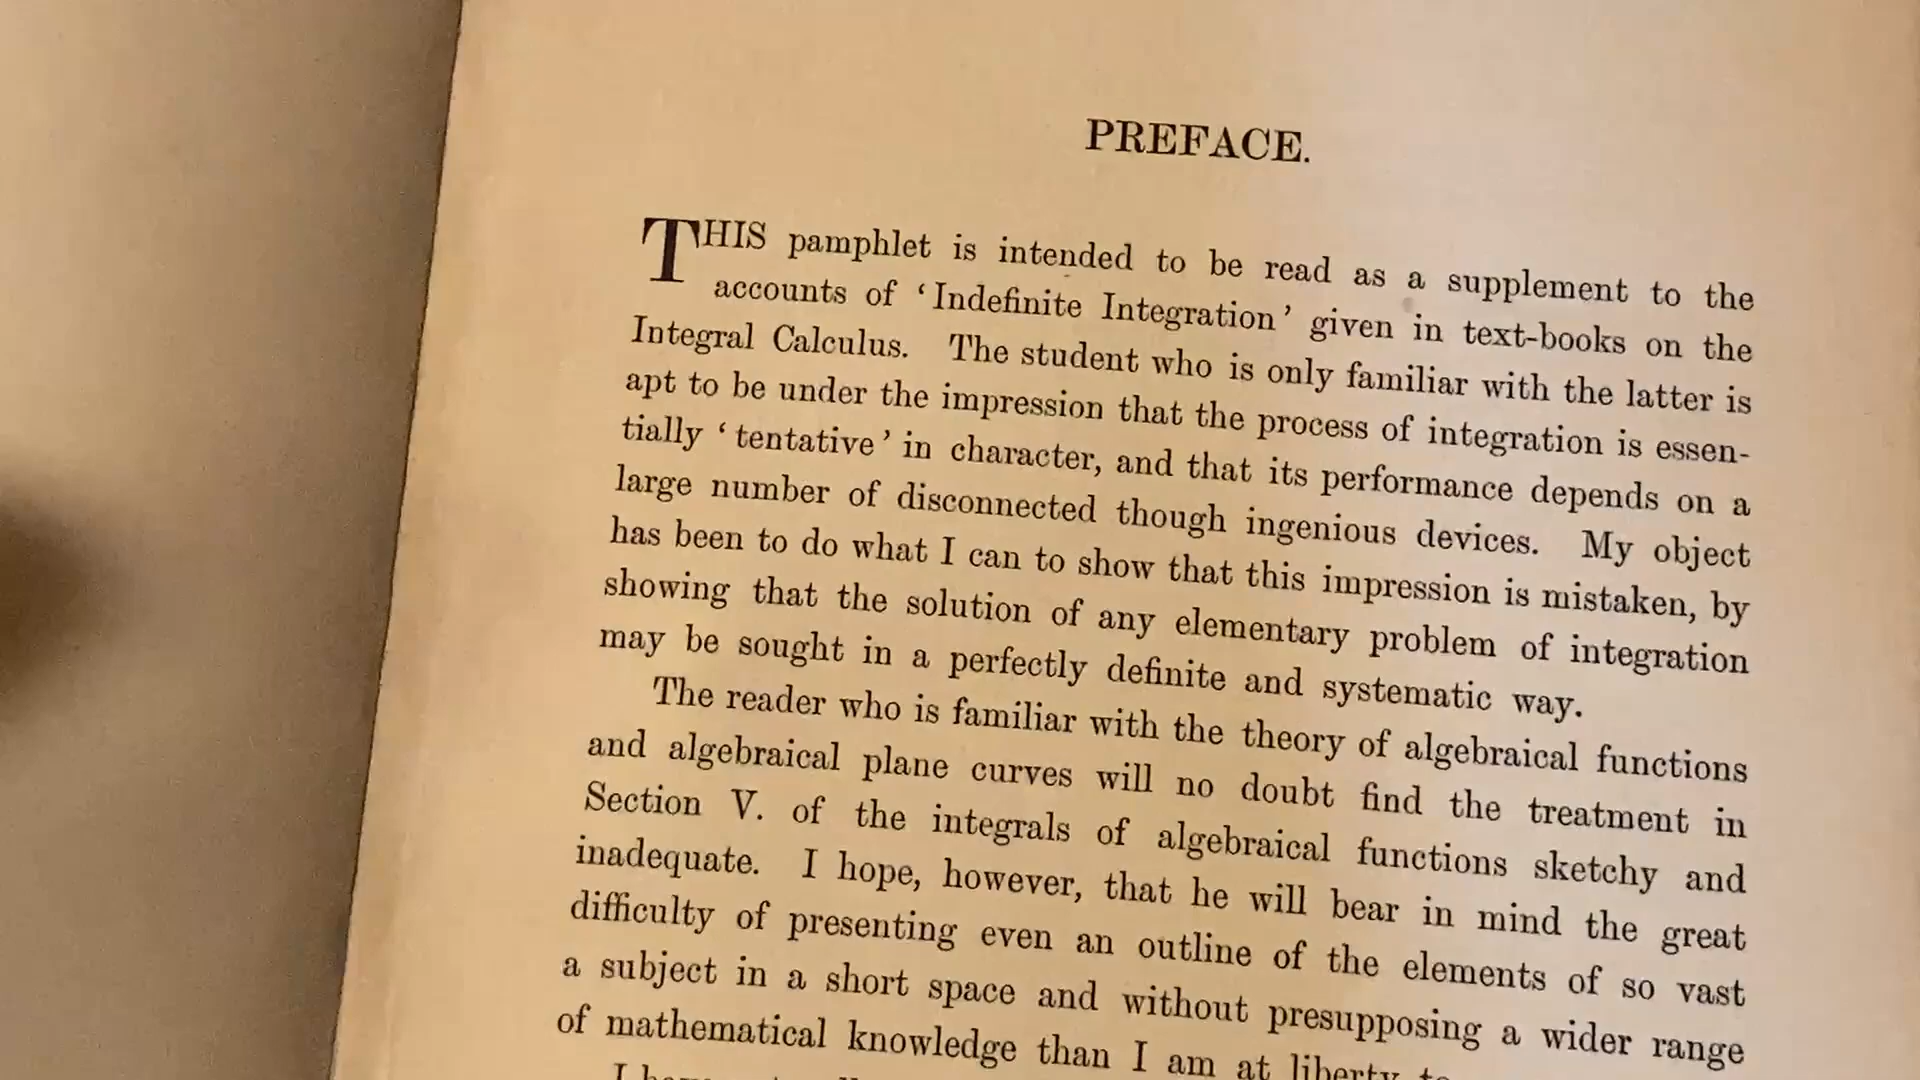 PREFACE.
THIS pamphlet is intended to be read as a supplement to the
accounts of ‘Indefinite Integration’ given in text-books on the
Integral Calculus. The student who is only familiar with the latter is
apt to be under the impression that the process of integration is essen-
tially ‘tentative’ in character, and that its performance depends on a
large number of disconnected though ingenious devices. My object
has been to do what I can to show that this impression is mistaken, by
showing that the solution of any elementary problem of integration
may be sought in a perfectly definite and systematic way.
The reader who is familiar with the theory of algebraical functions
and algebraical plane curves will no doubt find the treatment in
Section V. of the integrals of algebraical functions sketchy and
inadequate. I hope, however, that he will bear in mind the great
difficulty of presenting even an outline of the elements of so vast
a subject in a short space and without presupposing a wider range
of mathematical knowledge than I am at liberty to
I